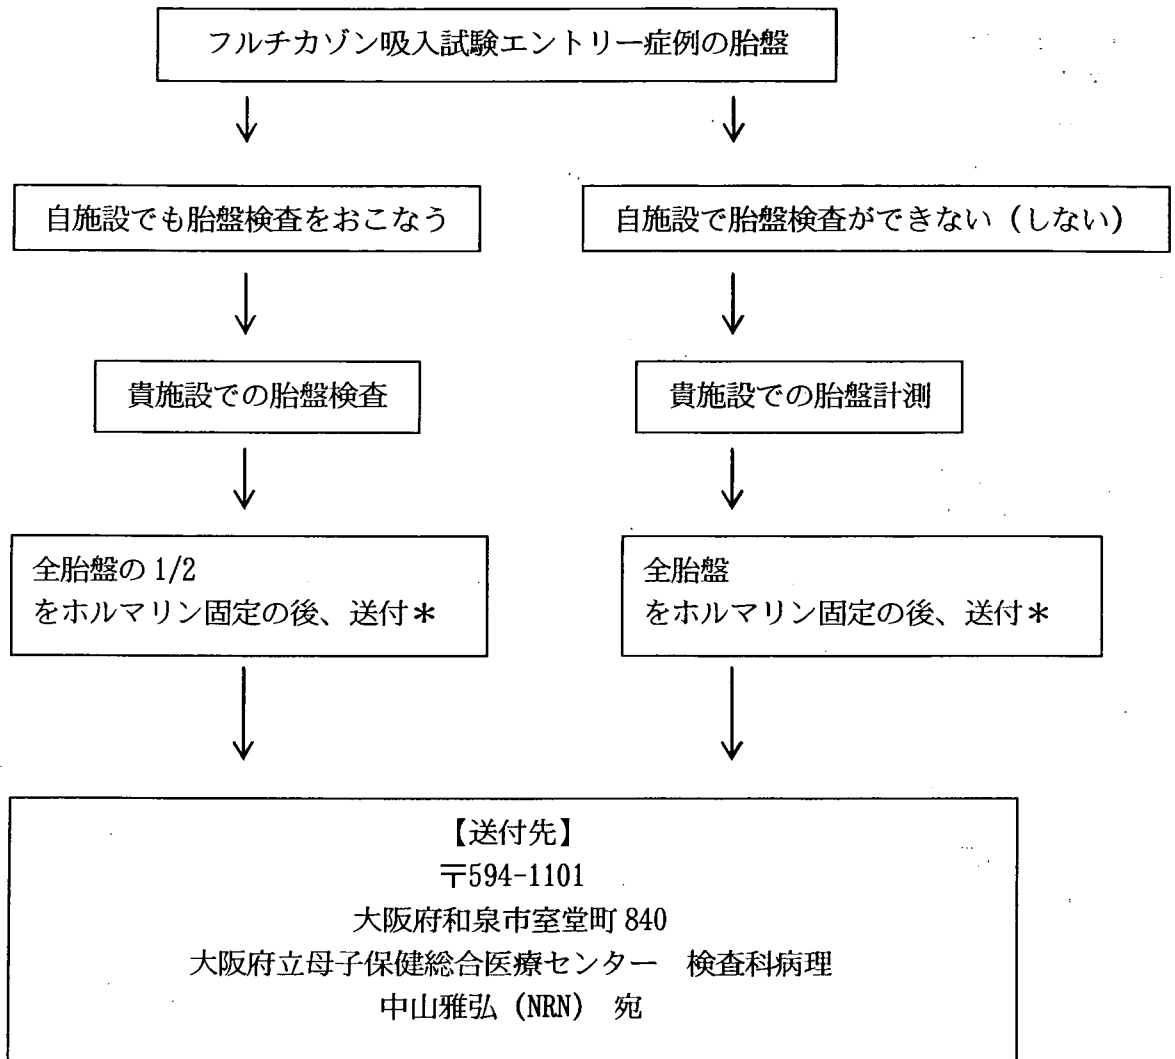 フルチカゾン吸入試験エントリー症例の胎盤
自施設でも胎盤検査をおこなう
自施設で胎盤検査ができない（しない）
貴施設での胎盤検査
貴施設での胎盤計測
全胎盤の 1/2
をホルマリン固定の後、送付＊
全胎盤
をホルマリン固定の後、送付＊
【送付先】
〒594-1101
大阪府和泉市室堂町 840
大阪府立母子保健総合医療センター　検査科病理
中山雅弘（NRN）　宛